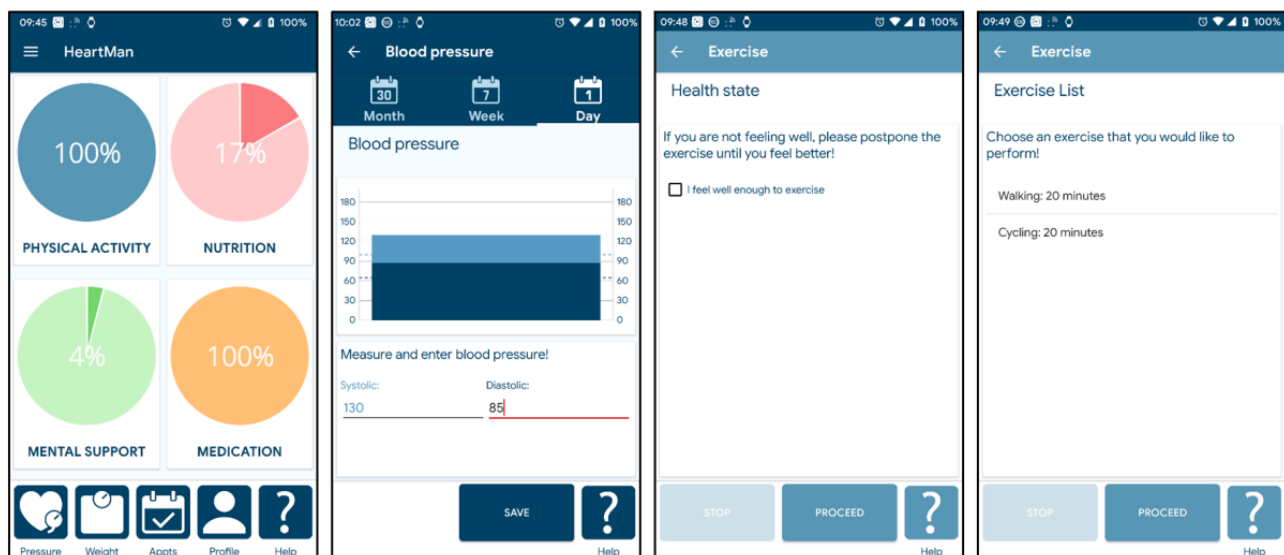 09:45 100%
HeartMan
100%
17%
PHYSICAL ACTIVITY
NUTRITION
4%
100%
MENTAL SUPPORT
MEDICATION
Pressure Weight Appts Profile Help
10:02 100%
Blood pressure
30 7 1
Month Week Day
Blood pressure
180 180
150 150
120 120
90 90
60 60
30 30
0 0
Measure and enter blood pressure!
Systolic: Diastolic:
130 85
SAVE
?
Help
09:48 100%
Exercise
Health state
If you are not feeling well, please postpone the
exercise until you feel better!
I feel well enough to exercise
STOP PROCEED ?
Help
09:49 100%
Exercise
Exercise List
Choose an exercise that you would like to
perform!
Walking: 20 minutes
Cycling: 20 minutes
STOP PROCEED ?
Help